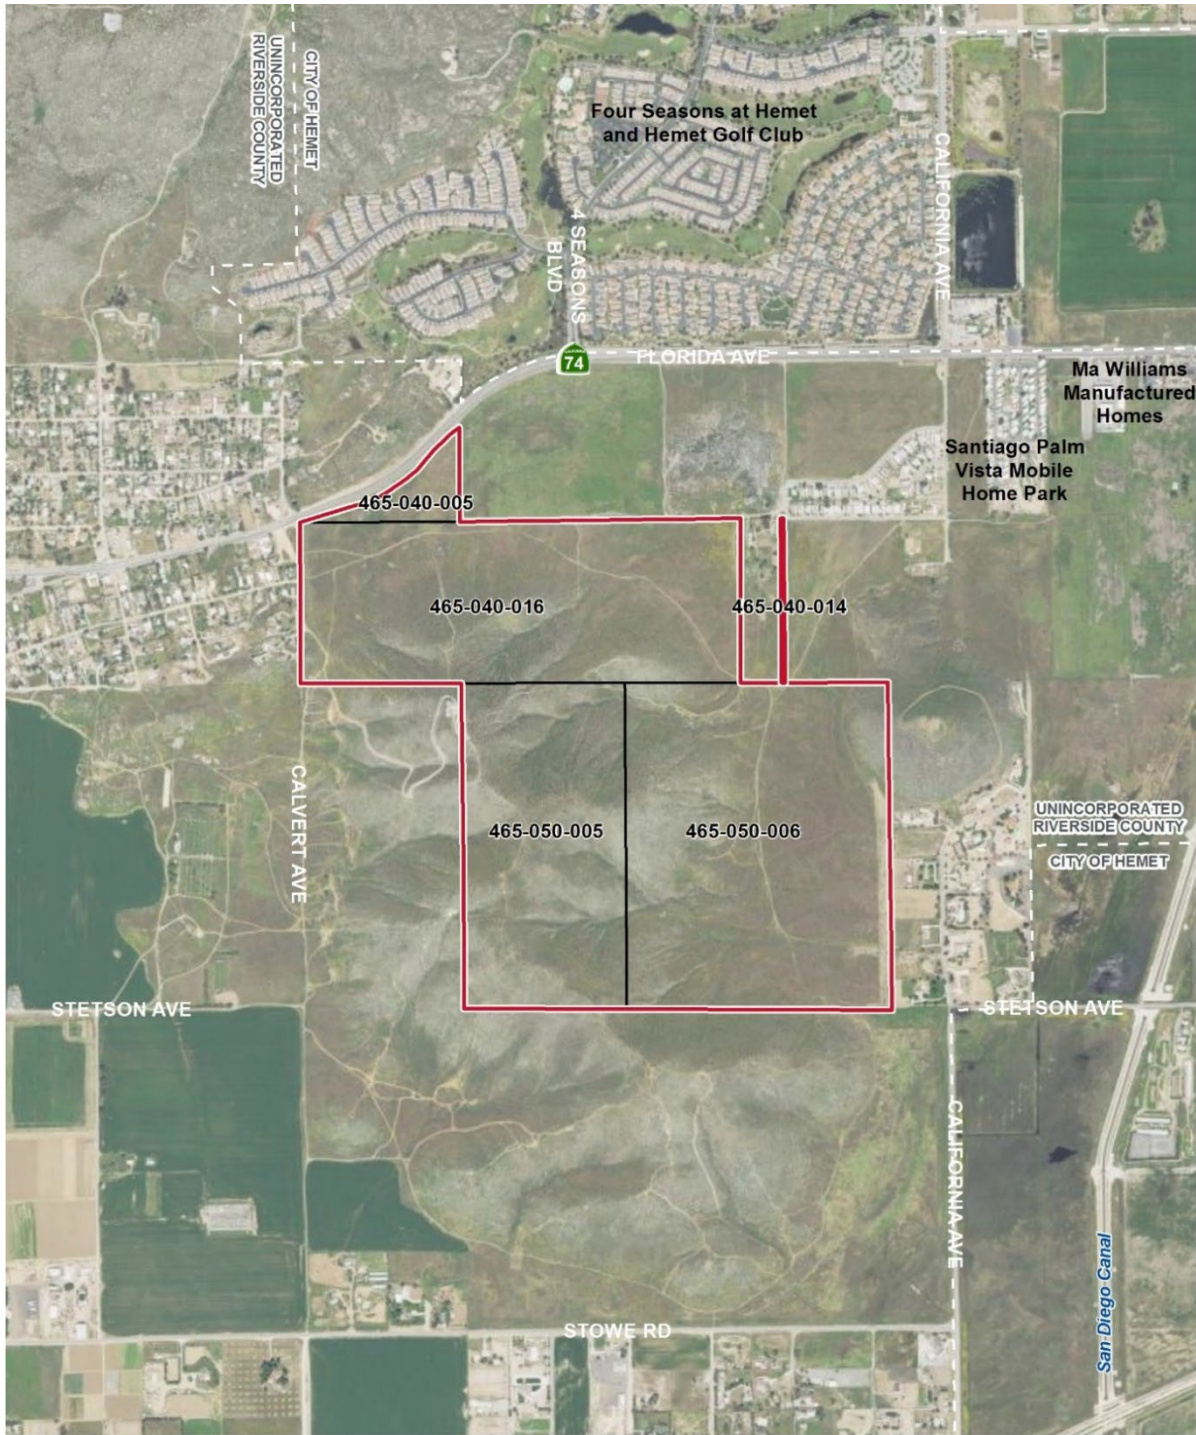 CITY OF HEMET
UNINCORPORATED
RIVERSIDE COUNTY
Four Seasons at Hemet
and Hemet Golf Club
CALIFORNIA AVE
4 SEASONS
BLVD
CALIFORNIA
74
FLORIDA AVE
Ma Williams
Manufactured
Homes
Santiago Palm
Vista Mobile
Home Park
465-040-005
465-040-016
465-040-014
CALVERT AVE
465-050-005
465-050-006
UNINCORPORATED
RIVERSIDE COUNTY
CITY OF HEMET
STETSON AVE
STETSON AVE
CALIFORNIA AVE
San Diego Canal
STOWE RD